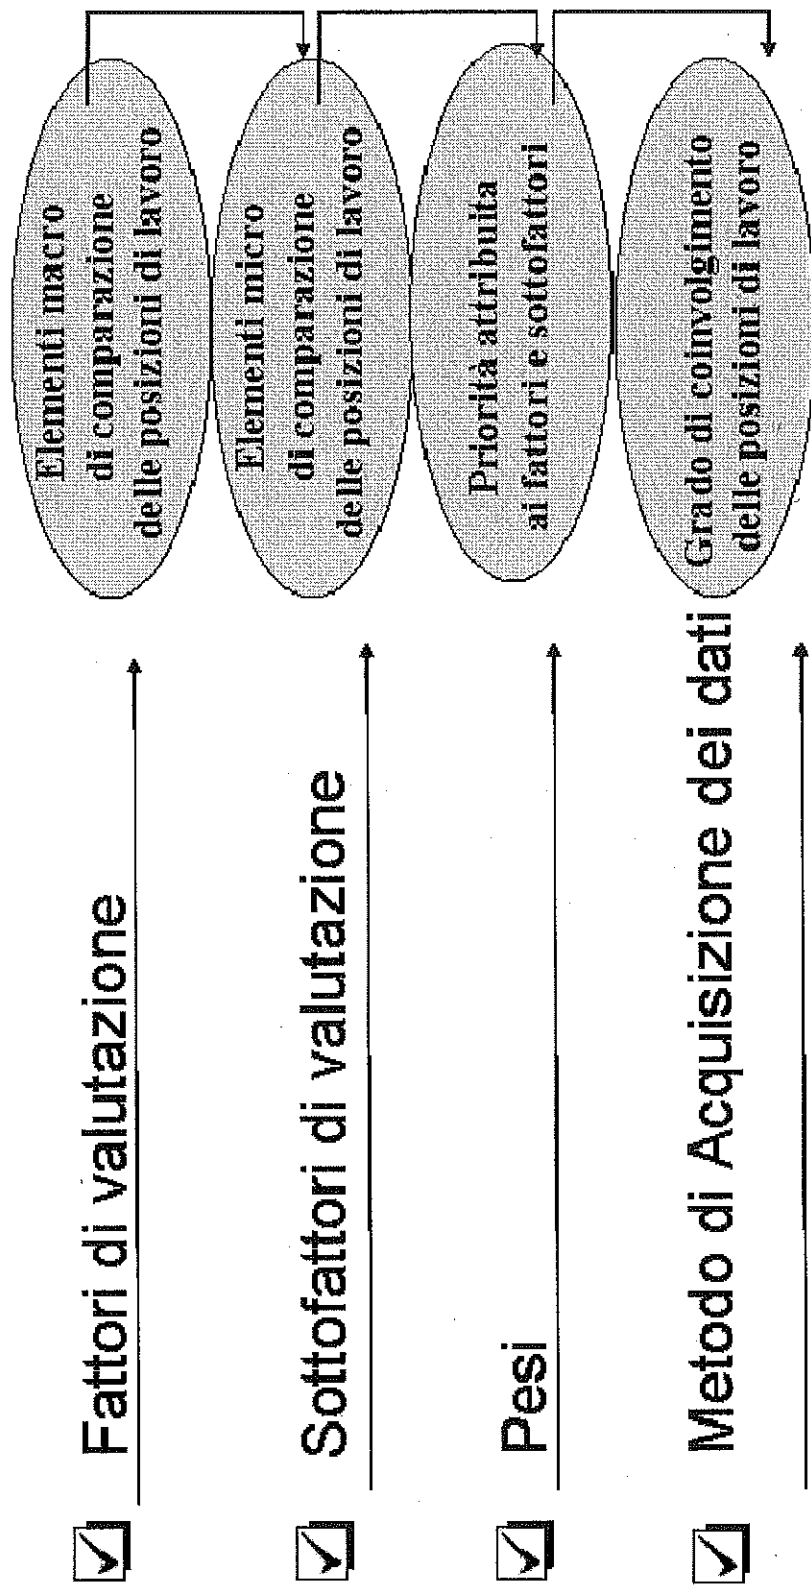 Fattori di valutazione
Elementi macro
di comparazione
delle posizioni di lavoro
Sottofattori di valutazione
Elementi micro
di comparazione
delle posizioni di lavoro
Pesi
Priorità attribuita
ai fattori e sottofattori
Metodo di Acquisizione dei dati
Grado di coinvolgimento
delle posizioni di lavoro